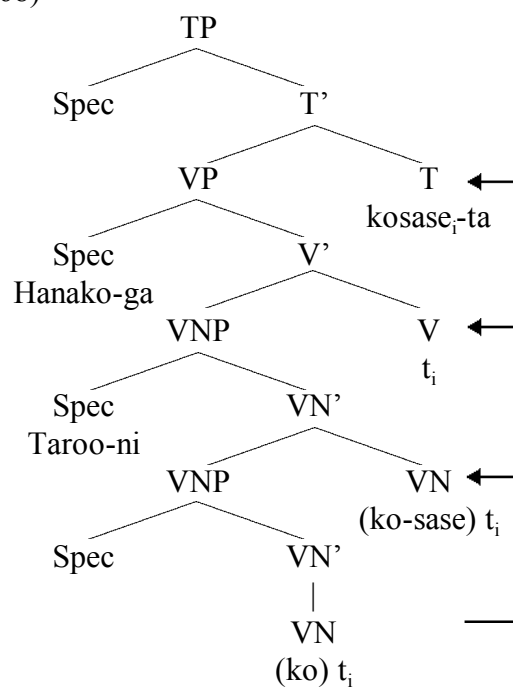 TP
Spec T’
VP T
kosaseᵢ-ta
Spec V’
Hanako-ga
VNP V
tᵢ
Spec VN’
Taroo-ni
VNP VN
(ko-sase) tᵢ
Spec VN’
VN
(ko) tᵢ